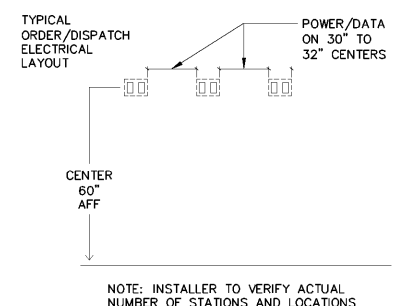 TYPICAL
ORDER/DISPATCH
ELECTRICAL
LAYOUT
POWER/DATA
ON 30" TO
32" CENTERS
CENTER
60"
AFF
NOTE: INSTALLER TO VERIFY ACTUAL
NUMBER OF STATIONS AND LOCATIONS